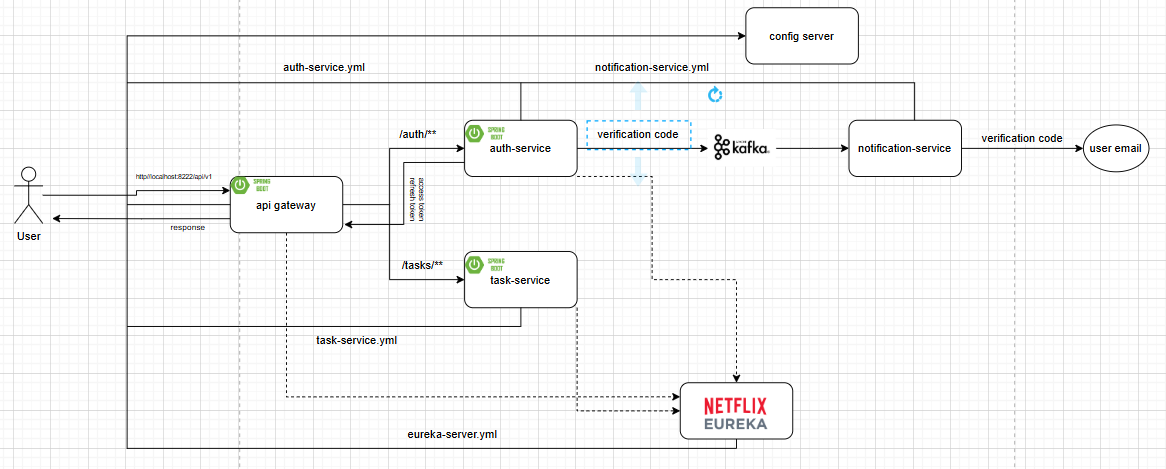 config server
auth-service.yml
notification-service.yml
/auth/**
SPRING
BOOT
auth-service
verification code
kafka
notification-service
verification code
user email
http//localhost:8222/api/v1
SPRING
BOOT
api gateway
access token
refresh token
response
User
/tasks/**
SPRING
BOOT
task-service
task-service.yml
NETFLIX
EUREKA
eureka-server.yml